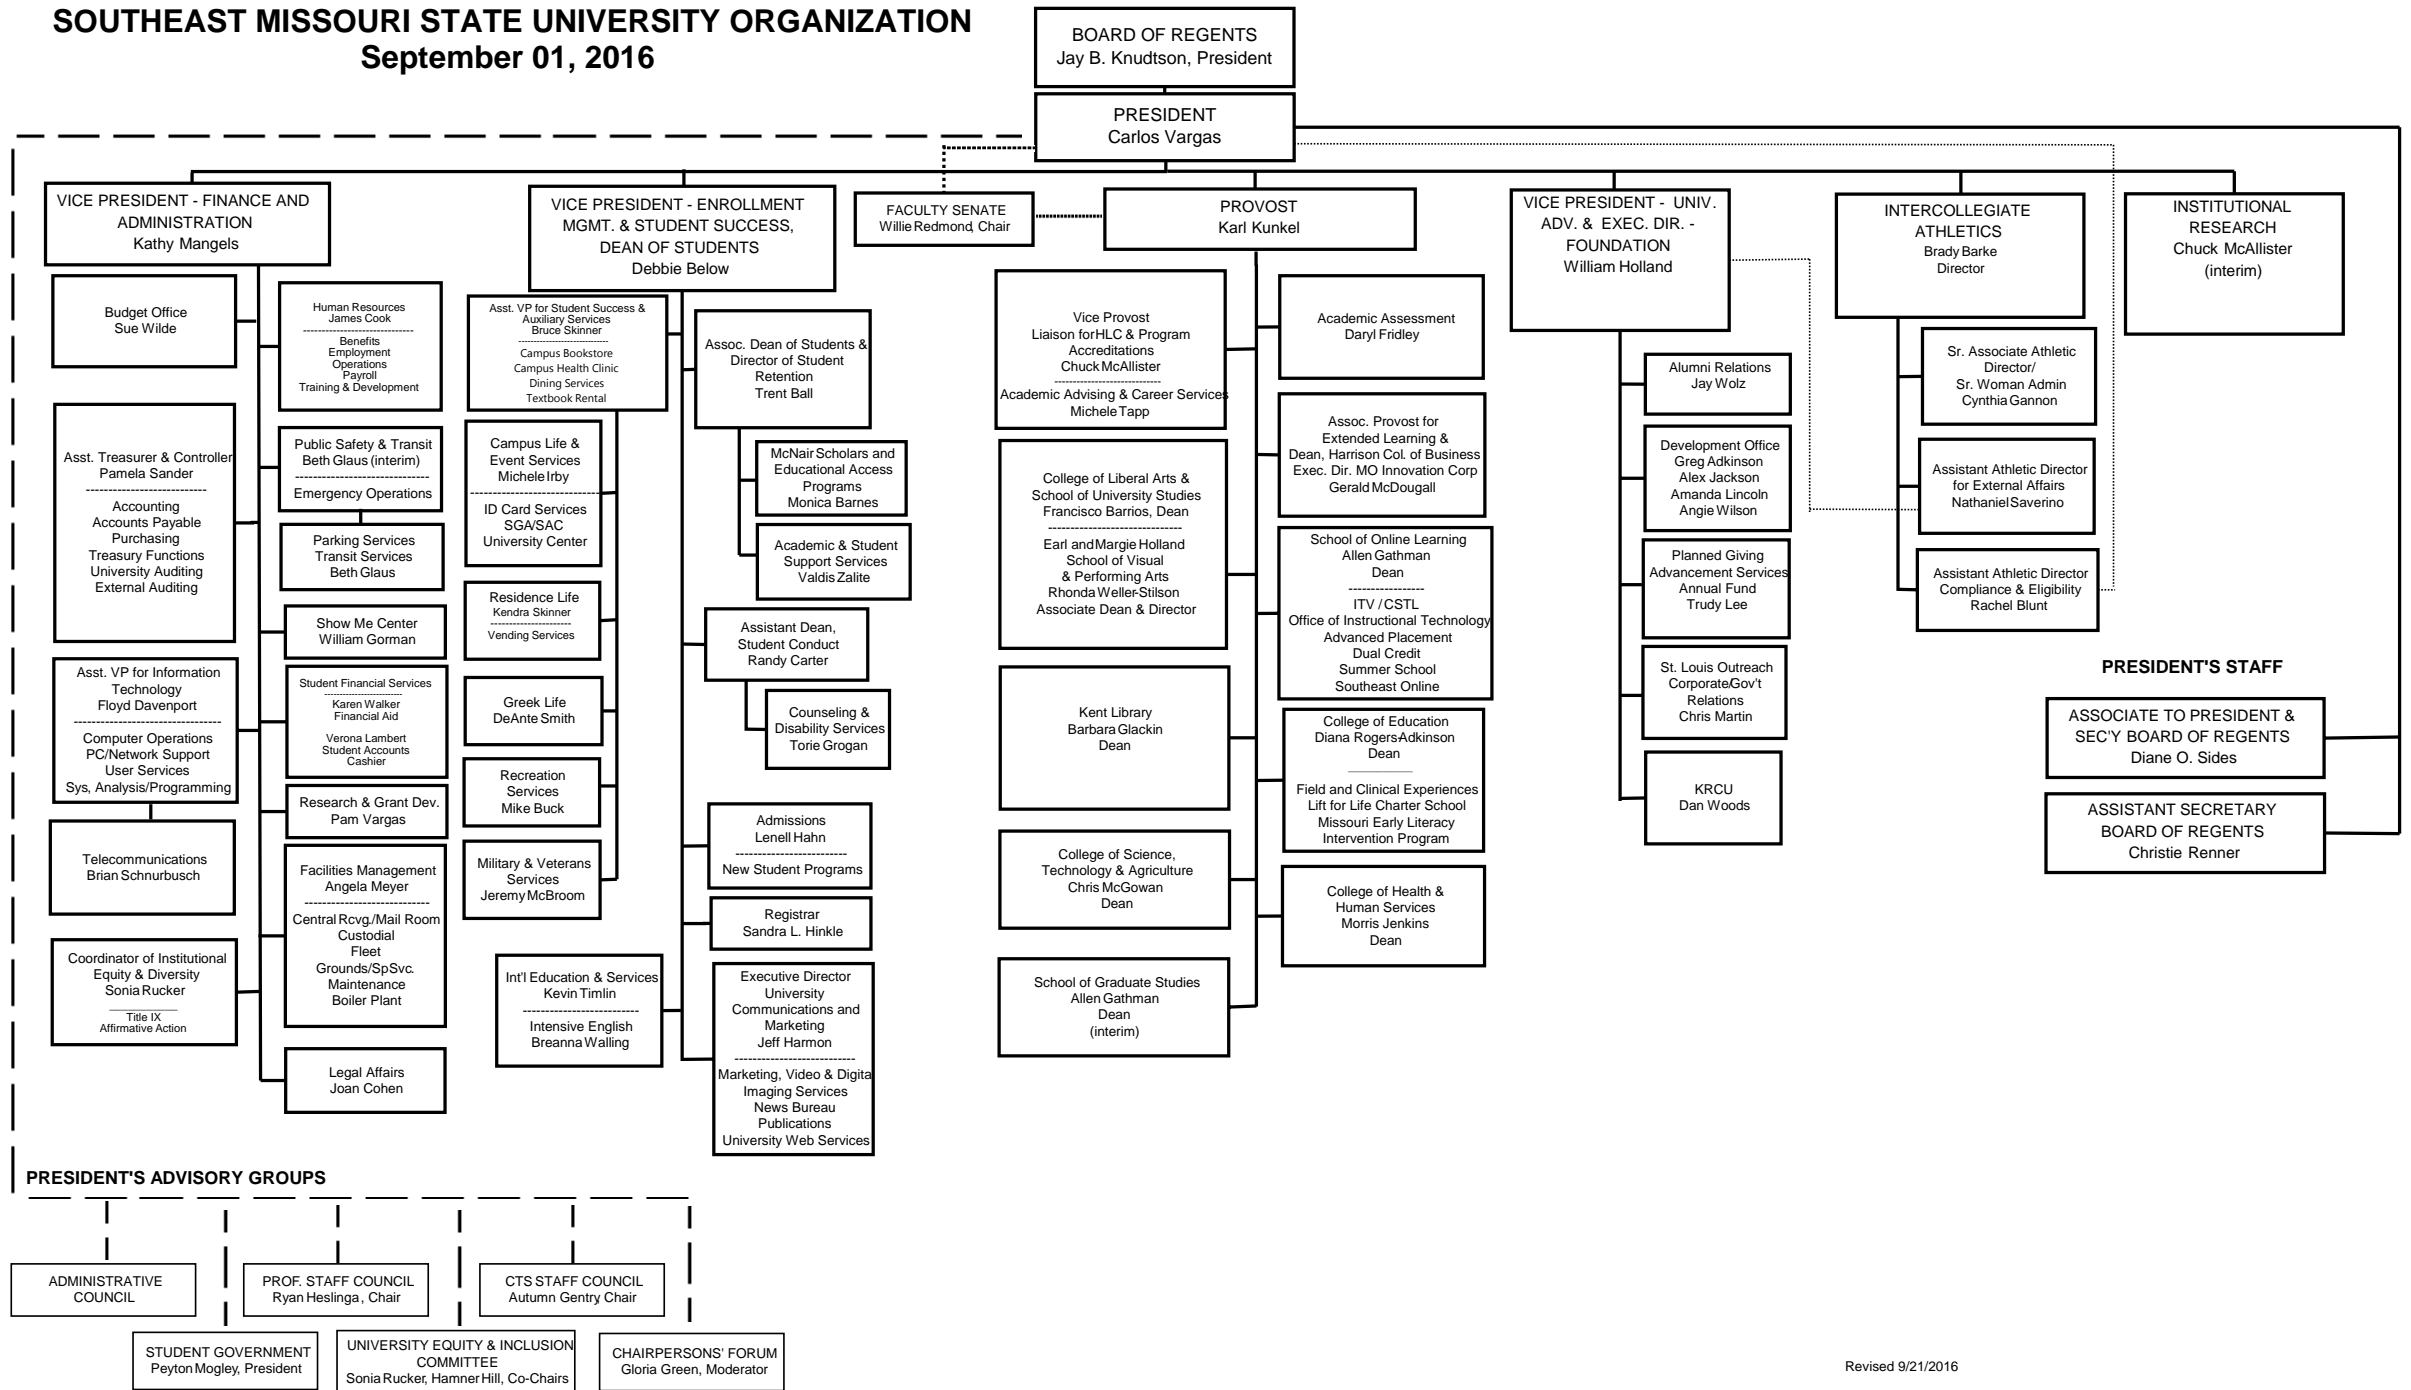 SOUTHEAST MISSOURI STATE UNIVERSITY ORGANIZATION
September 01, 2016
BOARD OF REGENTS
Jay B. Knudtson, President
PRESIDENT
Carlos Vargas
VICE PRESIDENT - FINANCE AND
ADMINISTRATION
Kathy Mangels
Budget Office
Sue Wilde
Human Resources
James Cook
-------------------------------
Benefits
Employment
Operations
Payroll
Training & Development
Asst. Treasurer & Controller
Pamela Sander
---------------------------
Accounting
Accounts Payable
Purchasing
Treasury Functions
University Auditing
External Auditing
Public Safety & Transit
Beth Glaus (interim)
------------------------------
Emergency Operations
Parking Services
Transit Services
Beth Glaus
Show Me Center
William Gorman
Asst. VP for Information
Technology
Floyd Davenport
---------------------------------
Computer Operations
PC/Network Support
User Services
Sys, Analysis/Programming
Student Financial Services
--------------------------
Karen Walker
Financial Aid
Verona Lambert
Student Accounts
Cashier
Research & Grant Dev.
Pam Vargas
Telecommunications
Brian Schnurbusch
Facilities Management
Angela Meyer
----------------------------
Central Rcvg./Mail Room
Custodial
Fleet
Grounds/SpSvc.
Maintenance
Boiler Plant
Coordinator of Institutional
Equity & Diversity
Sonia Rucker
___________
Title IX
Affirmative Action
Legal Affairs
Joan Cohen
VICE PRESIDENT - ENROLLMENT
MGMT. & STUDENT SUCCESS,
DEAN OF STUDENTS
Debbie Below
Asst. VP for Student Success &
Auxiliary Services
Bruce Skinner
------------------------------
Campus Bookstore
Campus Health Clinic
Dining Services
Textbook Rental
Assoc. Dean of Students &
Director of Student
Retention
Trent Ball
Campus Life &
Event Services
Michele Irby
-----------------------------
ID Card Services
SGA/SAC
University Center
McNair Scholars and
Educational Access
Programs
Monica Barnes
Academic & Student
Support Services
Valdis Zalite
Residence Life
Kendra Skinner
-----------------------
Vending Services
Assistant Dean,
Student Conduct
Randy Carter
Greek Life
DeAnte Smith
Counseling &
Disability Services
Torie Grogan
Recreation
Services
Mike Buck
Admissions
Lenell Hahn
-------------------------
New Student Programs
Military & Veterans
Services
Jeremy McBroom
Registrar
Sandra L. Hinkle
Int'l Education & Services
Kevin Timlin
--------------------------
Intensive English
Breanna Walling
Executive Director
University
Communications and
Marketing
Jeff Harmon
---------------------------
Marketing, Video & Digita
Imaging Services
News Bureau
Publications
University Web Services
FACULTY SENATE
Willie Redmond, Chair
PROVOST
Karl Kunkel
Vice Provost
Liaison for HLC & Program
Accreditations
Chuck McAllister
-----------------------------
Academic Advising & Career Services
Michele Tapp
Academic Assessment
Daryl Fridley
College of Liberal Arts &
School of University Studies
Francisco Barrios, Dean
------------------------------
Earl and Margie Holland
School of Visual
& Performing Arts
Rhonda Weller-Stilson
Associate Dean & Director
Assoc. Provost for
Extended Learning &
Dean, Harrison Col. of Business
Exec. Dir. MO Innovation Corp
Gerald McDougall
School of Online Learning
Allen Gathman
Dean
-----------------
ITV / CSTL
Office of Instructional Technology
Advanced Placement
Dual Credit
Summer School
Southeast Online
Kent Library
Barbara Glackin
Dean
College of Education
Diana Rogers-Adkinson
Dean
__________
Field and Clinical Experiences
Lift for Life Charter School
Missouri Early Literacy
Intervention Program
College of Science,
Technology & Agriculture
Chris McGowan
Dean
College of Health &
Human Services
Morris Jenkins
Dean
School of Graduate Studies
Allen Gathman
Dean
(interim)
VICE PRESIDENT - UNIV.
ADV. & EXEC. DIR. -
FOUNDATION
William Holland
Alumni Relations
Jay Wolz
Development Office
Greg Adkinson
Alex Jackson
Amanda Lincoln
Angie Wilson
Planned Giving
Advancement Services
Annual Fund
Trudy Lee
St. Louis Outreach
Corporate/Gov't
Relations
Chris Martin
KRCU
Dan Woods
INTERCOLLEGIATE
ATHLETICS
Brady Barke
Director
Sr. Associate Athletic
Director/
Sr. Woman Admin
Cynthia Gannon
Assistant Athletic Director
for External Affairs
Nathaniel Saverino
Assistant Athletic Director
Compliance & Eligibility
Rachel Blunt
INSTITUTIONAL
RESEARCH
Chuck McAllister
(interim)
PRESIDENT'S STAFF
ASSOCIATE TO PRESIDENT &
SEC'Y BOARD OF REGENTS
Diane O. Sides
ASSISTANT SECRETARY
BOARD OF REGENTS
Christie Renner
PRESIDENT'S ADVISORY GROUPS
ADMINISTRATIVE
COUNCIL
PROF. STAFF COUNCIL
Ryan Heslinga, Chair
CTS STAFF COUNCIL
Autumn Gentry, Chair
STUDENT GOVERNMENT
Peyton Mogley, President
UNIVERSITY EQUITY & INCLUSION
COMMITTEE
Sonia Rucker, Hamner Hill, Co-Chairs
CHAIRPERSONS' FORUM
Gloria Green, Moderator
Revised 9/21/2016